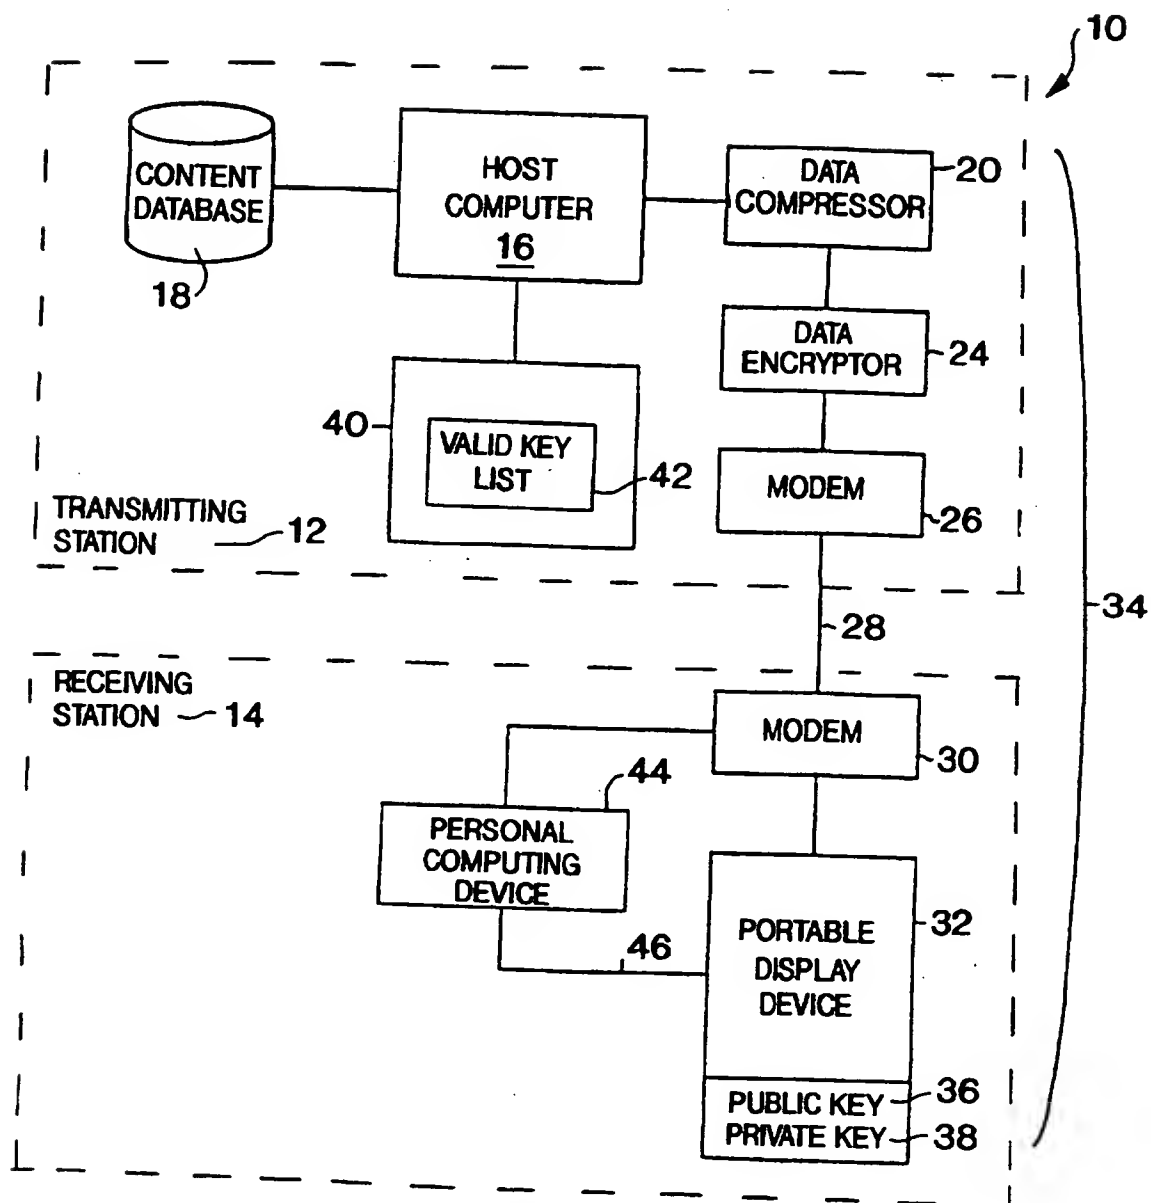 10
CONTENT
DATABASE
18
HOST
COMPUTER
16
DATA
COMPRESSOR
20
DATA
ENCRYPTOR
24
40
VALID KEY
LIST
42
MODEM
26
TRANSMITTING
STATION
12
28
34
RECEIVING
STATION
14
MODEM
30
44
PERSONAL
COMPUTING
DEVICE
46
PORTABLE
DISPLAY
DEVICE
32
PUBLIC KEY
36
PRIVATE KEY
38